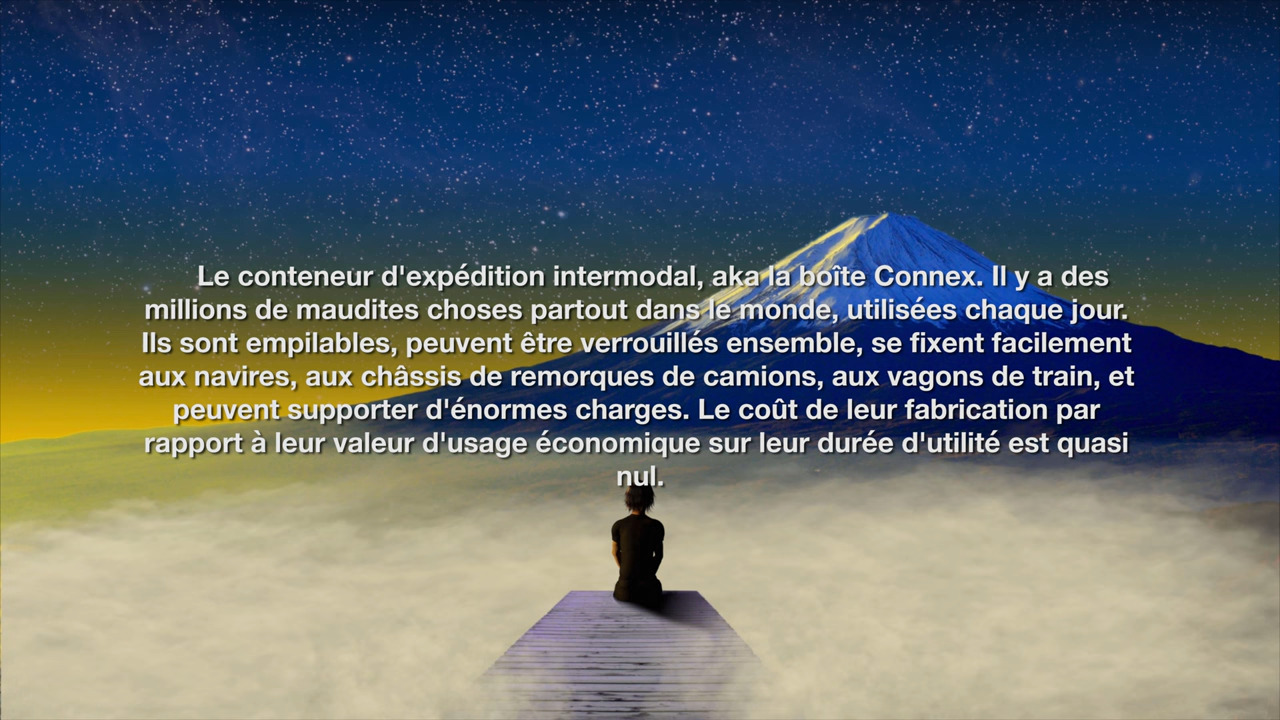 Le conteneur d'expédition intermodal, aka la boîte Connex. Il y a des
millions de maudites choses partout dans le monde, utilisées chaque jour.
Ils sont empilables, peuvent être verrouillés ensemble, se fixent facilement
aux navires, aux châssis de remorques de camions, aux vagons de train, et
peuvent supporter d'énormes charges. Le coût de leur fabrication par
rapport à leur valeur d'usage économique sur leur durée d'utilité est quasi
nul.